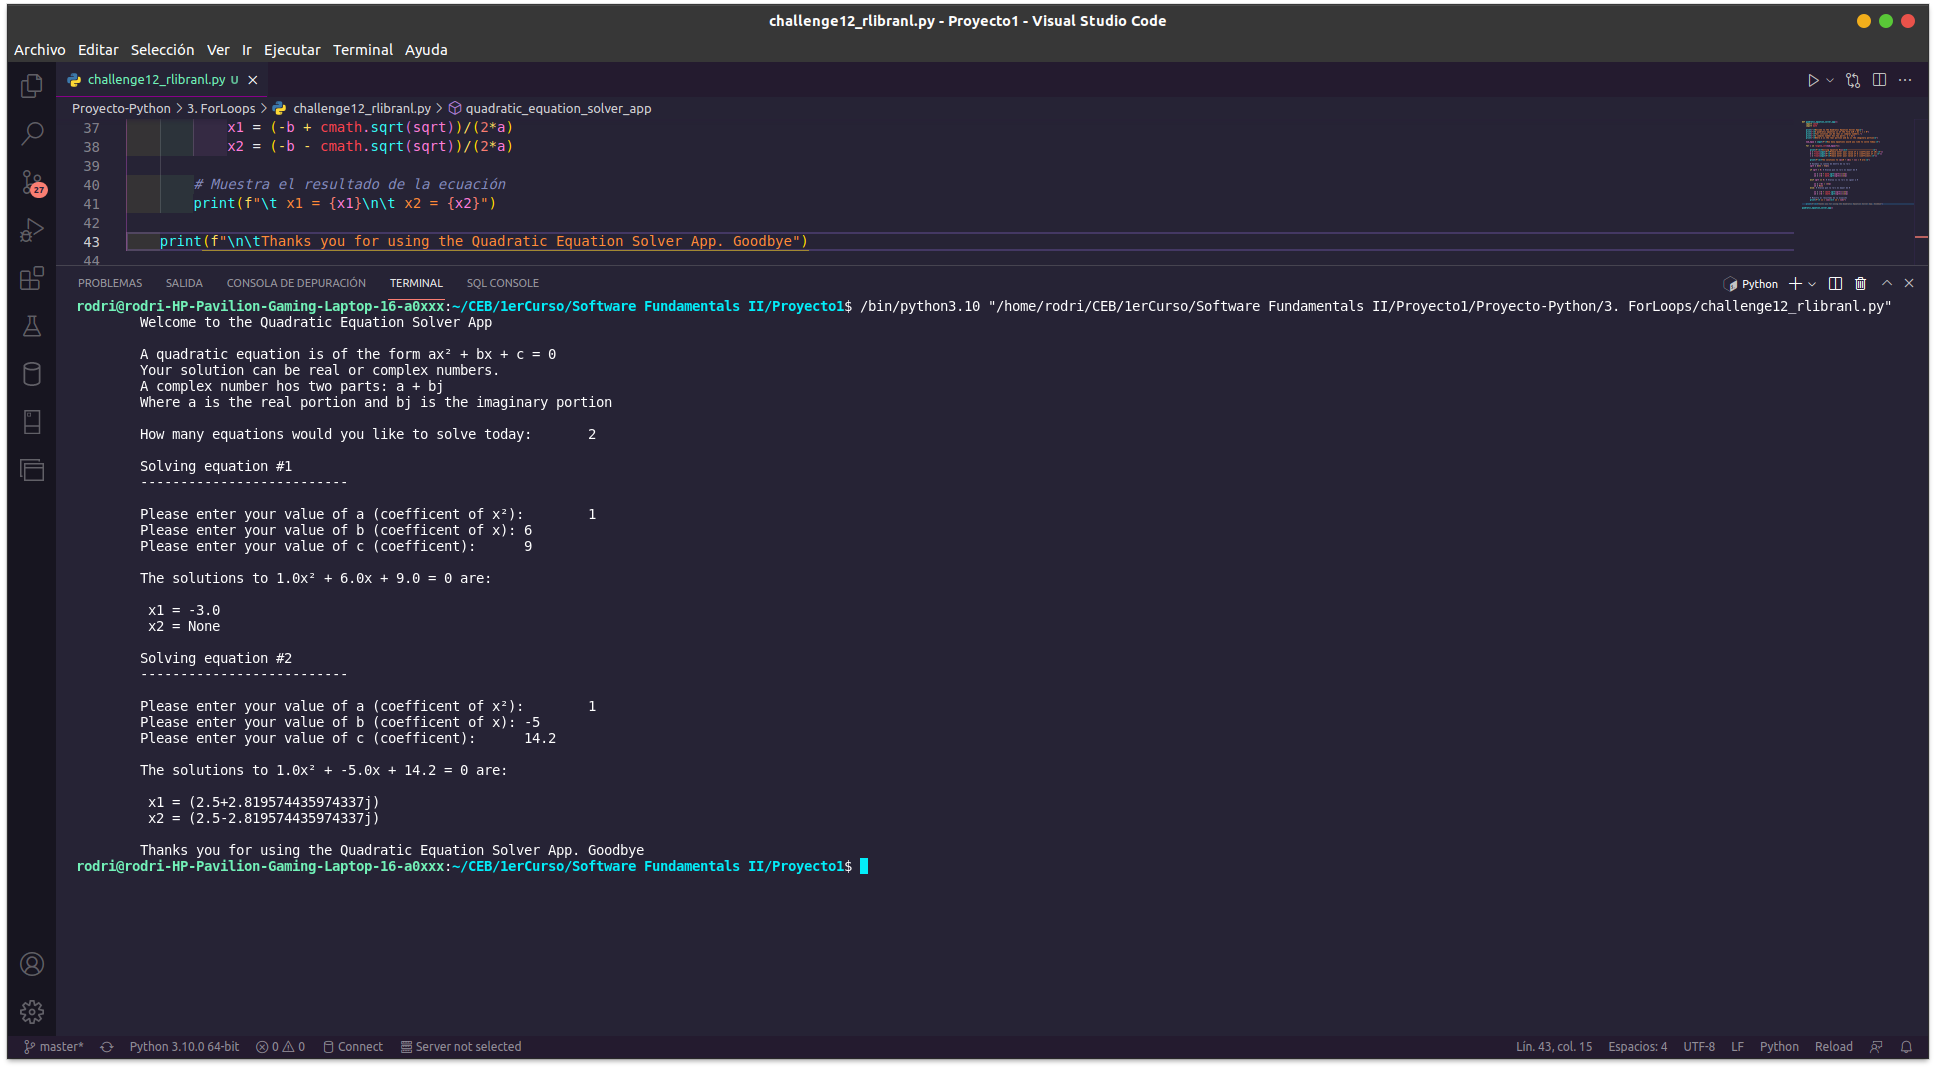 challenge12_rlibranl.py - Proyecto1 - Visual Studio Code
Archivo Editar Selección Ver Ir Ejecutar Terminal Ayuda
challenge12_rlibranl.py U
Proyecto-Python > 3. ForLoops > challenge12_rlibranl.py > quadratic_equation_solver_app
37 x1 = (-b + cmath.sqrt(sqrt))/(2*a)
38 x2 = (-b - cmath.sqrt(sqrt))/(2*a)
39
40 # Muestra el resultado de la ecuación
41 print(f"\t x1 = {x1}\n\t x2 = {x2}")
42
43 print(f"\n\tThanks you for using the Quadratic Equation Solver App. Goodbye")
44
27
PROBLEMAS SALIDA CONSOLA DE DEPURACIÓN TERMINAL SQL CONSOLE Python
rodri@rodri-HP-Pavilion-Gaming-Laptop-16-a0xxx:~/CEB/1erCurso/Software Fundamentals II/Proyecto1$ /bin/python3.10 "/home/rodri/CEB/1erCurso/Software Fundamentals II/Proyecto1/Proyecto-Python/3. ForLoops/challenge12_rlibranl.py"
Welcome to the Quadratic Equation Solver App
A quadratic equation is of the form ax² + bx + c = 0
Your solution can be real or complex numbers.
A complex number hos two parts: a + bj
Where a is the real portion and bj is the imaginary portion
How many equations would you like to solve today: 2
Solving equation #1
--------------------------
Please enter your value of a (coefficent of x²): 1
Please enter your value of b (coefficent of x): 6
Please enter your value of c (coefficent): 9
The solutions to 1.0x² + 6.0x + 9.0 = 0 are:
x1 = -3.0
x2 = None
Solving equation #2
--------------------------
Please enter your value of a (coefficent of x²): 1
Please enter your value of b (coefficent of x): -5
Please enter your value of c (coefficent): 14.2
The solutions to 1.0x² + -5.0x + 14.2 = 0 are:
x1 = (2.5+2.819574435974337j)
x2 = (2.5-2.819574435974337j)
Thanks you for using the Quadratic Equation Solver App. Goodbye
rodri@rodri-HP-Pavilion-Gaming-Laptop-16-a0xxx:~/CEB/1erCurso/Software Fundamentals II/Proyecto1$
master* Python 3.10.0 64-bit 0 0 Connect Server not selected Lín. 43, col. 15 Espacios: 4 UTF-8 LF Python Reload